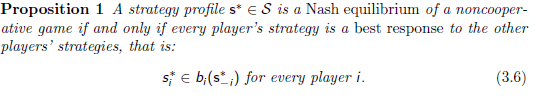 Proposition 1 A strategy profile s* ∈ S is a Nash equilibrium of a noncooper-
ative game if and only if every player's strategy is a best response to the other
players' strategies, that is:
s*ᵢ ∈ bᵢ(s*₋ᵢ) for every player i. (3.6)